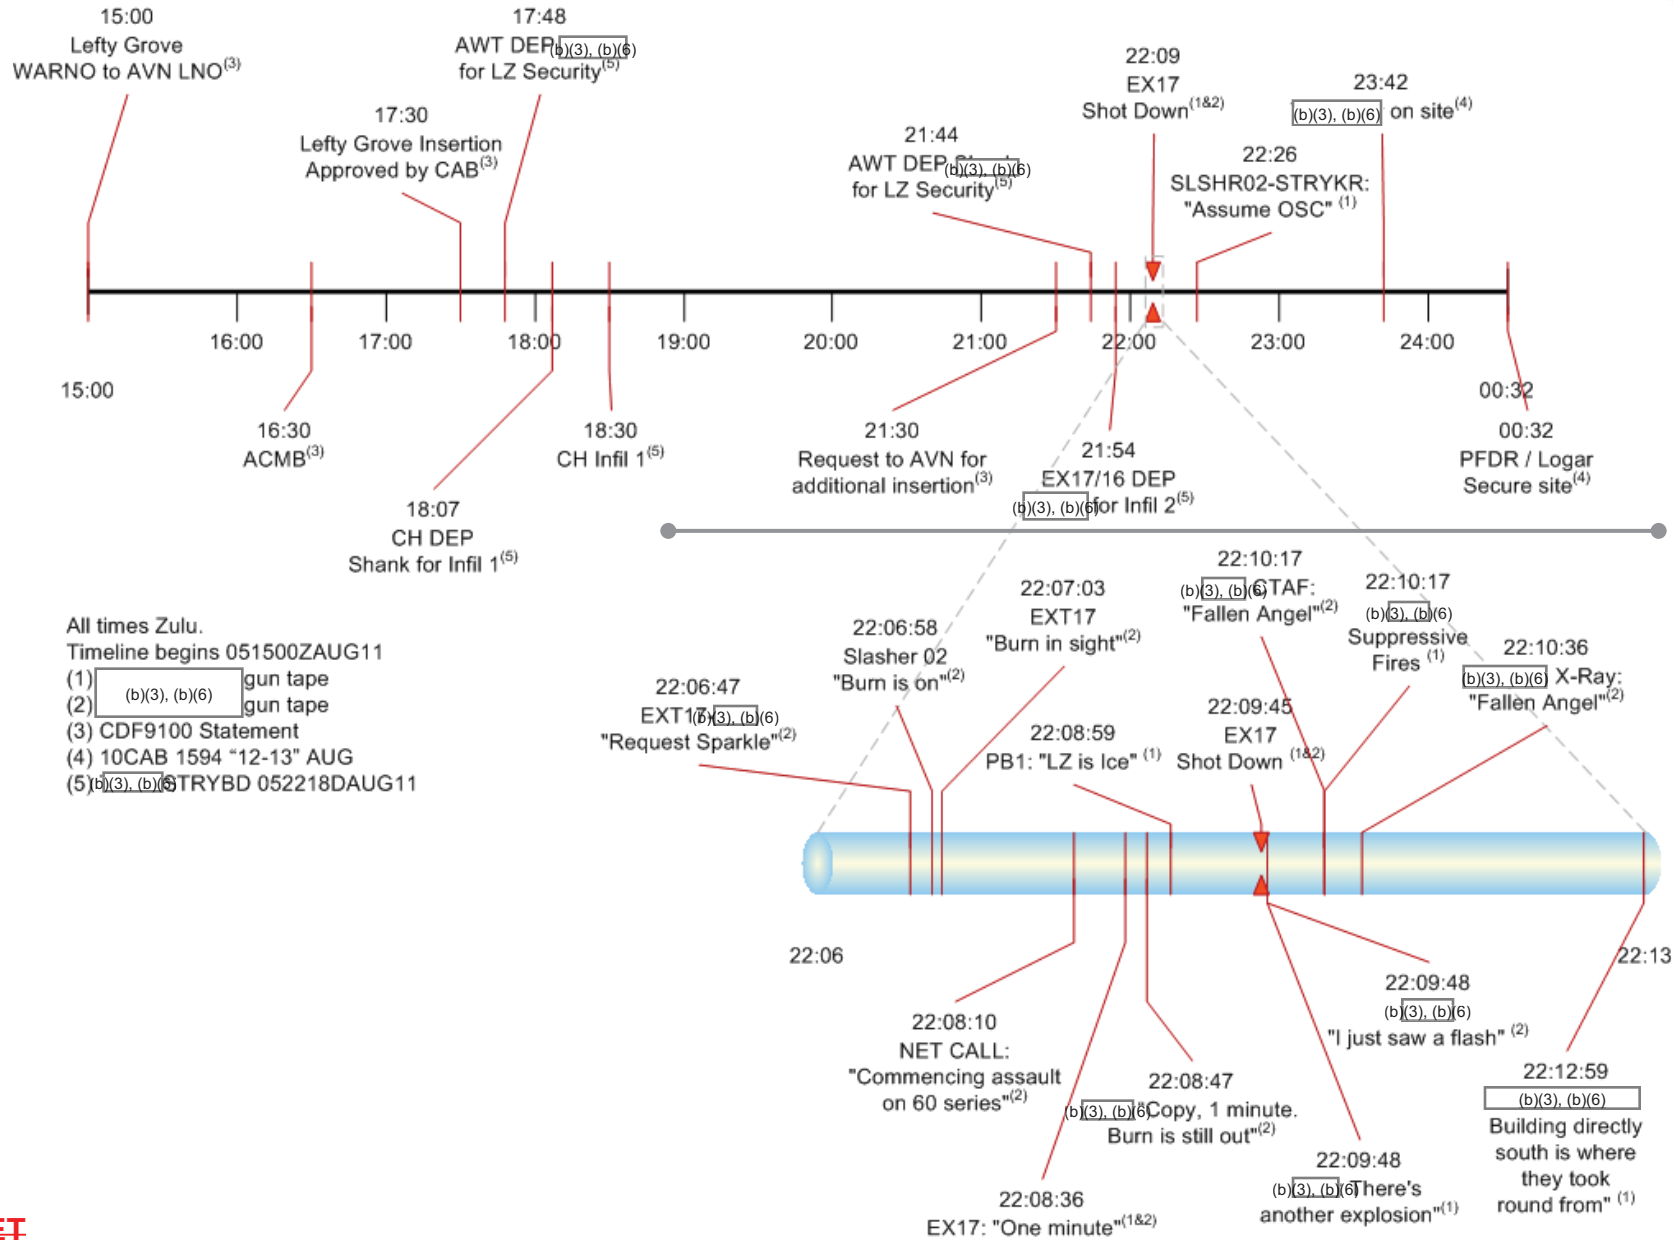 15:00
Lefty Grove
WARNO to AVN LNO(3)
17:30
Lefty Grove Insertion
Approved by CAB(3)
17:48
AWT DEP (b)(3), (b)(6)
for LZ Security(5)
21:44
AWT DEP (b)(3), (b)(6)
for LZ Security(5)
22:09
EX17
Shot Down(1&2)
22:26
SLSHR02-STRYKR:
"Assume OSC" (1)
23:42
(b)(3), (b)(6) on site(4)
16:00
17:00
18:00
19:00
20:00
21:00
22:00
23:00
24:00
15:00
00:32
16:30
ACMB(3)
18:07
CH DEP
Shank for Infil 1(5)
18:30
CH Infil 1(5)
21:30
Request to AVN for
additional insertion(3)
21:54
EX17/16 DEP
(b)(3), (b)(6) for Infil 2(5)
00:32
PFDR / Logar
Secure site(4)
All times Zulu.
Timeline begins 051500ZAUG11
(1) (b)(3), (b)(6) gun tape
(2) gun tape
(3) CDF9100 Statement
(4) 10CAB 1594 “12-13” AUG
(5) (b)(3), (b)(6) STRYBD 052218DAUG11
22:06:47
EXT17 (b)(3), (b)(6)
"Request Sparkle"(2)
22:06:58
Slasher 02
"Burn is on"(2)
22:07:03
EXT17
"Burn in sight"(2)
22:08:59
PB1: "LZ is Ice" (1)
22:09:45
EX17
Shot Down (1&2)
22:10:17
(b)(3), (b)(6) CTAF:
"Fallen Angel"(2)
22:10:17
(b)(3), (b)(6)
Suppressive
Fires (1)
22:10:36
(b)(3), (b)(6) X-Ray:
"Fallen Angel"(2)
22:06
22:13
22:08:10
NET CALL:
"Commencing assault
on 60 series"(2)
22:08:36
EX17: "One minute"(1&2)
22:08:47
(b)(3), (b)(6) "Copy, 1 minute.
Burn is still out"(2)
22:09:48
(b)(3), (b)(6)
"I just saw a flash" (2)
22:09:48
(b)(3), (b)(6) There's
another explosion"(1)
22:12:59
(b)(3), (b)(6)
Building directly
south is where
they took
round from" (1)